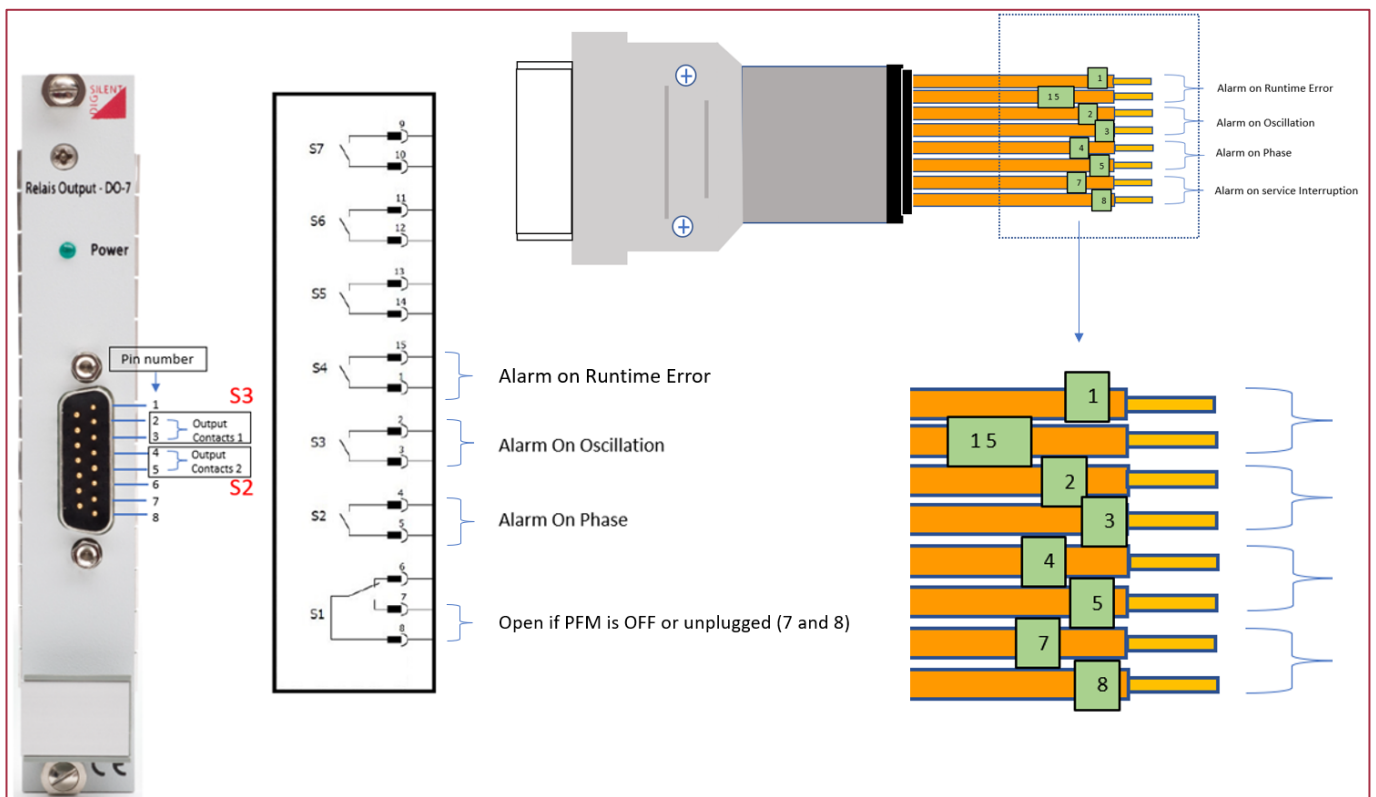 DIG
SILENT
Relais Output - DO-7
Power
Pin number
1
2
3
4
5
6
7
8
S3
Output
Contacts 1
Output
Contacts 2
S2
S7
9
10
S6
11
12
S5
13
14
S4
15
1
Alarm on Runtime Error
S3
2
3
Alarm On Oscillation
S2
4
5
Alarm On Phase
S1
6
7
8
Open if PFM is OFF or unplugged (7 and 8)
1
15
2
3
4
5
7
8
Alarm on Runtime Error
Alarm on Oscillation
Alarm on Phase
Alarm on service Interruption
1
15
2
3
4
5
7
8
CE